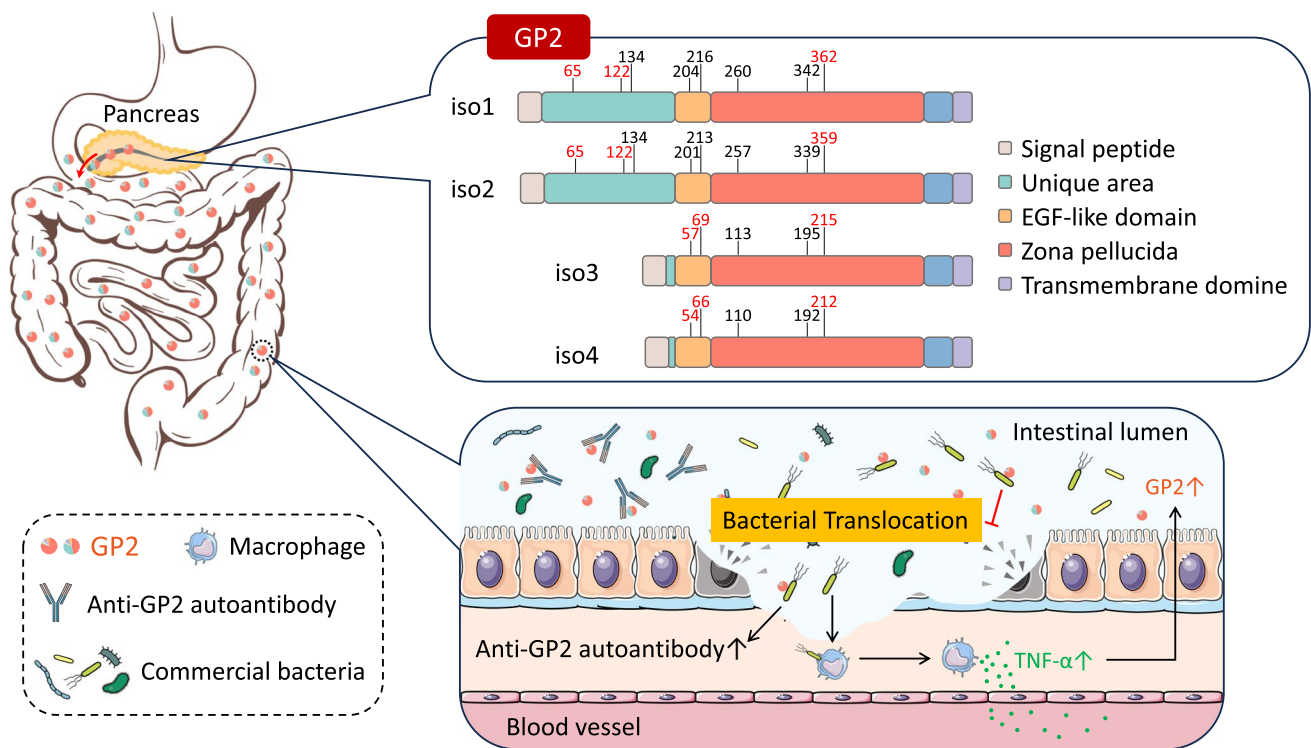 GP2
Pancreas
134 216 362
65 122 204 260 342
iso1
134 213 359
65 122 201 257 339
iso2
69 215
57 113 195
iso3
66 212
54 110 192
iso4
Signal peptide
Unique area
EGF-like domain
Zona pellucida
Transmembrane domine
Intestinal lumen
GP2↑
Bacterial Translocation
Anti-GP2 autoantibody↑
TNF-α↑
Blood vessel
GP2
Macrophage
Anti-GP2 autoantibody
Commercial bacteria